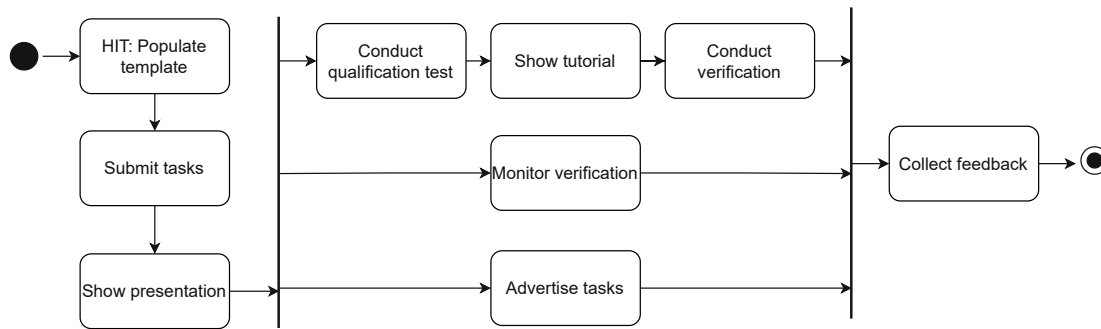 HIT: Populate
template
Submit tasks
Show presentation
Conduct
qualification test
Show tutorial
Conduct
verification
Monitor verification
Advertise tasks
Collect feedback